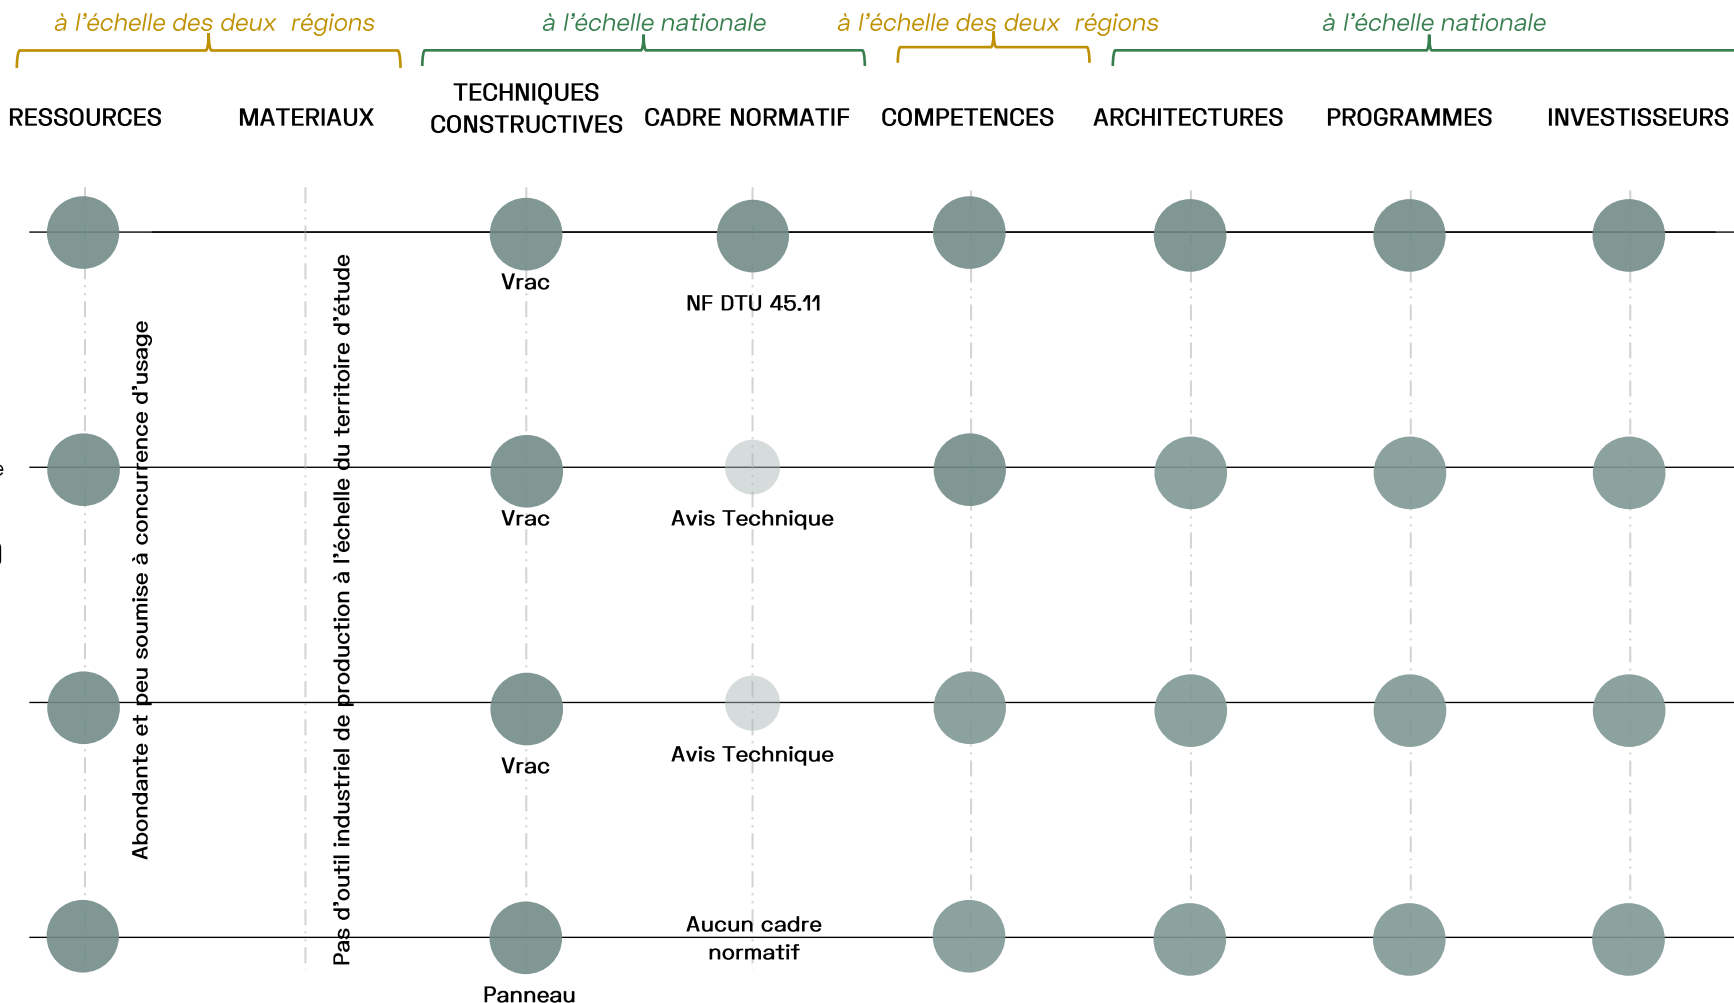 à l'échelle des deux régions
à l'échelle nationale
à l'échelle des deux régions
à l'échelle nationale
RESSOURCES
MATERIAUX
TECHNIQUES
CONSTRUCTIVES
CADRE NORMATIF
COMPETENCES
ARCHITECTURES
PROGRAMMES
INVESTISSEURS
Abondante et peu soumise à concurrence d'usage
Pas d'outil industriel de production à l'échelle du territoire d'étude
Vrac
NF DTU 45.11
Vrac
Avis Technique
Vrac
Avis Technique
Aucun cadre
normatif
Panneau